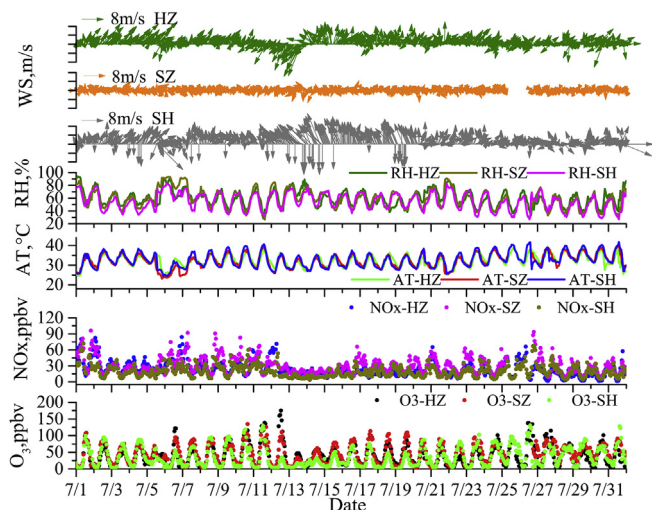 8m/s HZ
8m/s SZ
8m/s SH
WS,m/s
RH-HZ RH-SZ RH-SH
RH,%
100
80
60
40
20
AT,°C
40
30
20
AT-HZ AT-SZ AT-SH
NOx-HZ NOx-SZ NOx-SH
NOx,ppbv
120
90
60
30
0
O3-HZ O3-SZ O3-SH
O3,ppbv
200
150
100
50
0
7/1 7/3 7/5 7/7 7/9 7/11 7/13 7/15 7/17 7/19 7/21 7/23 7/25 7/27 7/29 7/31
Date